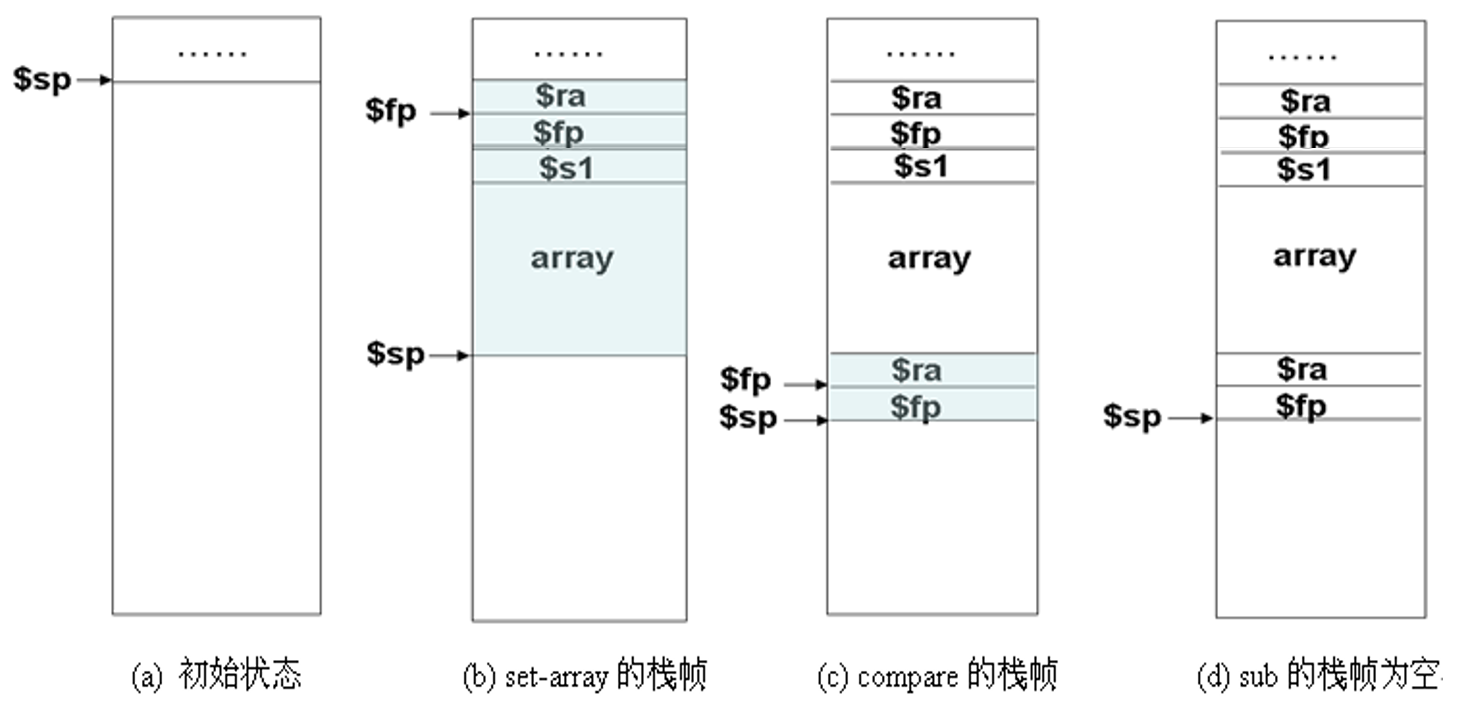 ......
$sp
(a) 初始状态
......
$ra
$fp
$fp
$s1
array
$sp
(b) set-array 的栈帧
......
$ra
$fp
$s1
array
$ra
$fp
$fp
$sp
(c) compare 的栈帧
......
$ra
$fp
$s1
array
$ra
$fp
$sp
(d) sub 的栈帧为空